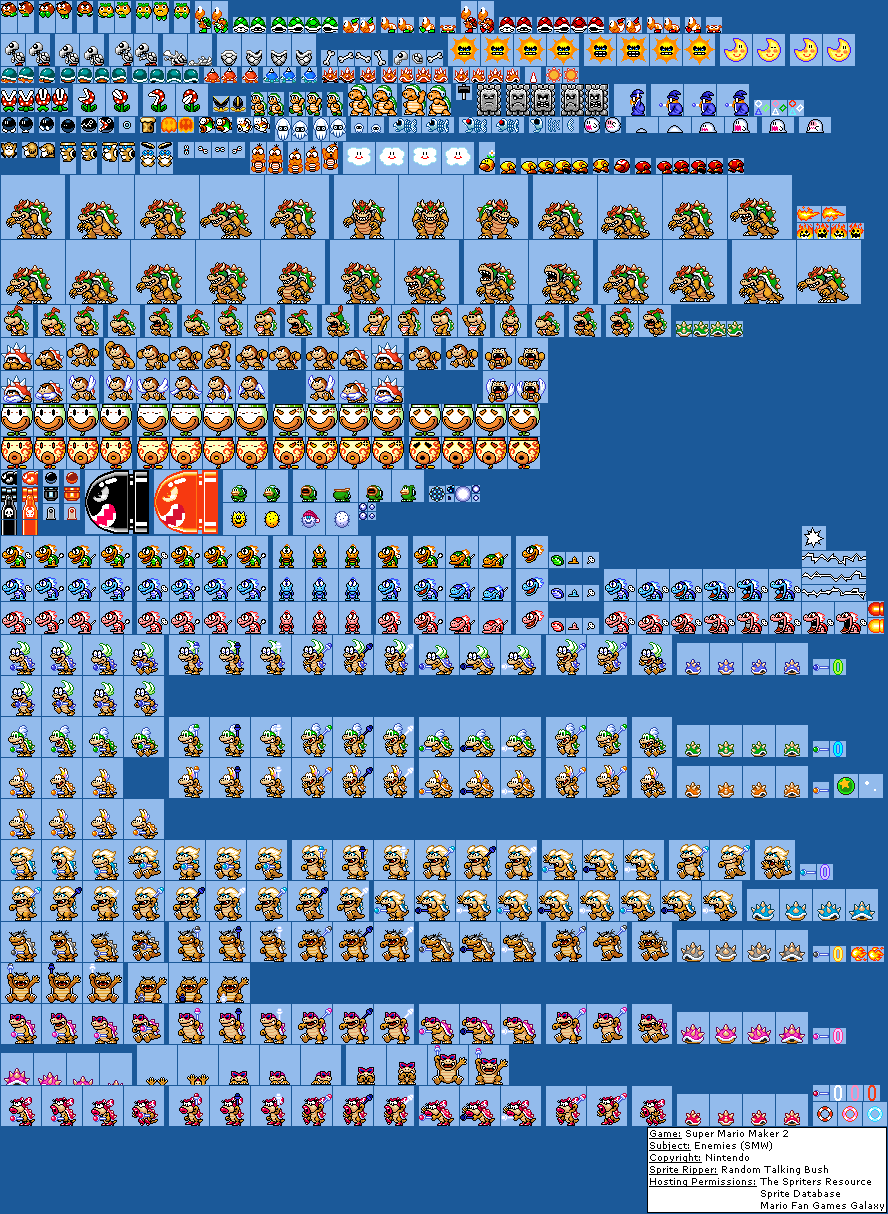 Game: Super Mario Maker 2
Subject: Enemies (SMW)
Copyright: Nintendo
Sprite Ripper: Random Talking Bush
Hosting Permissions: The Spriters Resource
Sprite Database
Mario Fan Games Galaxy